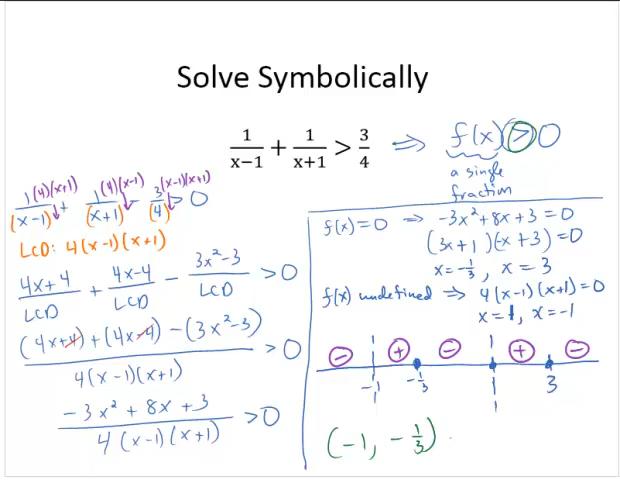 Solve Symbolically
1/(x−1) + 1/(x+1) > 3/4 ⇒ f(x) > 0
a single
fraction
1(4)(x+1)/(x−1) + 1(4)(x−1)/(x+1) − 3(x−1)(x+1)/(4) > 0
LCD: 4(x−1)(x+1)
(4x+4)/LCD + (4x−4)/LCD − (3x²−3)/LCD > 0
((4x+4)+(4x−4)−(3x²−3))/(4(x−1)(x+1)) > 0
(−3x²+8x+3)/(4(x−1)(x+1)) > 0
f(x)=0 ⇒ −3x²+8x+3=0
(3x+1)(−x+3)=0
x=−1/3, x=3
f(x) undefined ⇒ 4(x−1)(x+1)=0
x=1, x=−1
− + − + −
−1 −1/3 1 3
(−1, −1/3)